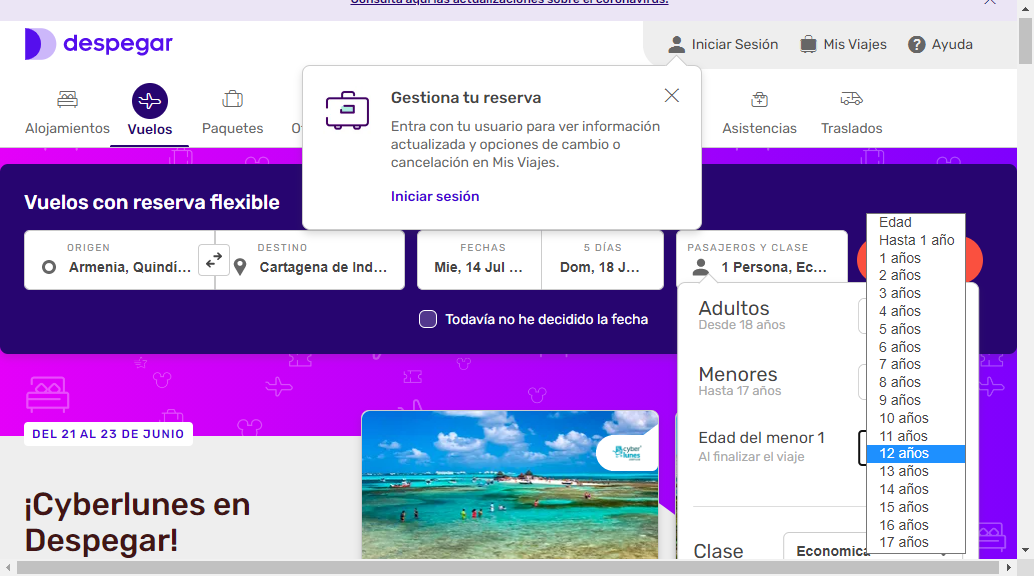 Consulta aquí las actualizaciones sobre el coronavirus.
despegar
Iniciar Sesión
Mis Viajes
Ayuda
Alojamientos
Vuelos
Paquetes
Asistencias
Traslados
Gestiona tu reserva
Entra con tu usuario para ver información
actualizada y opciones de cambio o
cancelación en Mis Viajes.
Iniciar sesión
Vuelos con reserva flexible
ORIGEN
Armenia, Quindí...
DESTINO
Cartagena de Ind...
FECHAS
Mie, 14 Jul ...
5 DÍAS
Dom, 18 J...
PASAJEROS Y CLASE
1 Persona, Ec...
Todavía no he decidido la fecha
Adultos
Desde 18 años
Menores
Hasta 17 años
Edad del menor 1
Al finalizar el viaje
Clase
Economica
Edad
Hasta 1 año
1 años
2 años
3 años
4 años
5 años
6 años
7 años
8 años
9 años
10 años
11 años
12 años
13 años
14 años
15 años
16 años
17 años
DEL 21 AL 23 DE JUNIO
¡Cyberlunes en
Despegar!
cyber
lunes